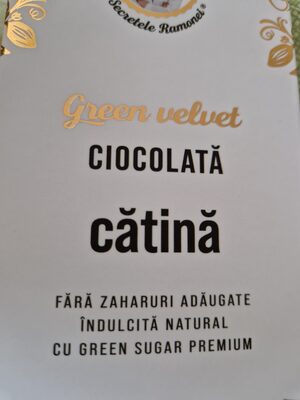 Secretele Ramonei®
Green velvet
CIOCOLATĂ
cătină
FĂRĂ ZAHARURI ADĂUGATE
ÎNDULCITĂ NATURAL
CU GREEN SUGAR PREMIUM